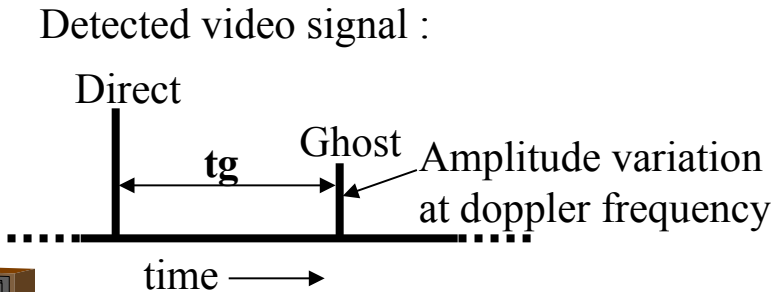 Detected video signal :
Direct
tg
Ghost
Amplitude variation
at doppler frequency
time